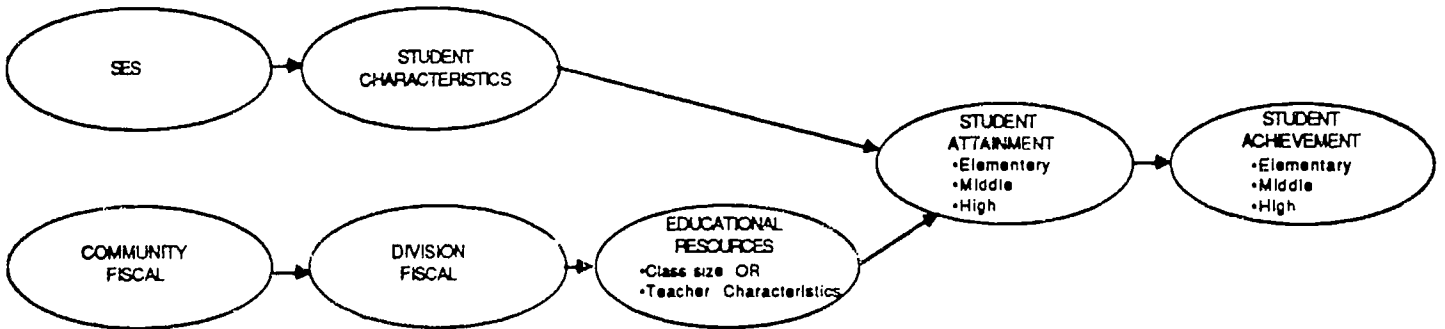 SES
STUDENT
CHARACTERISTICS
STUDENT
ATTAINMENT
•Elementery
•Middle
•High
STUDENT
ACHIEVEMENT
•Elementary
•Middle
•High
COMMUNITY
FISCAL
DIVISION
FISCAL
EDUCATIONAL
RESOURCES
•Class size OR
•Teacher Characteristics